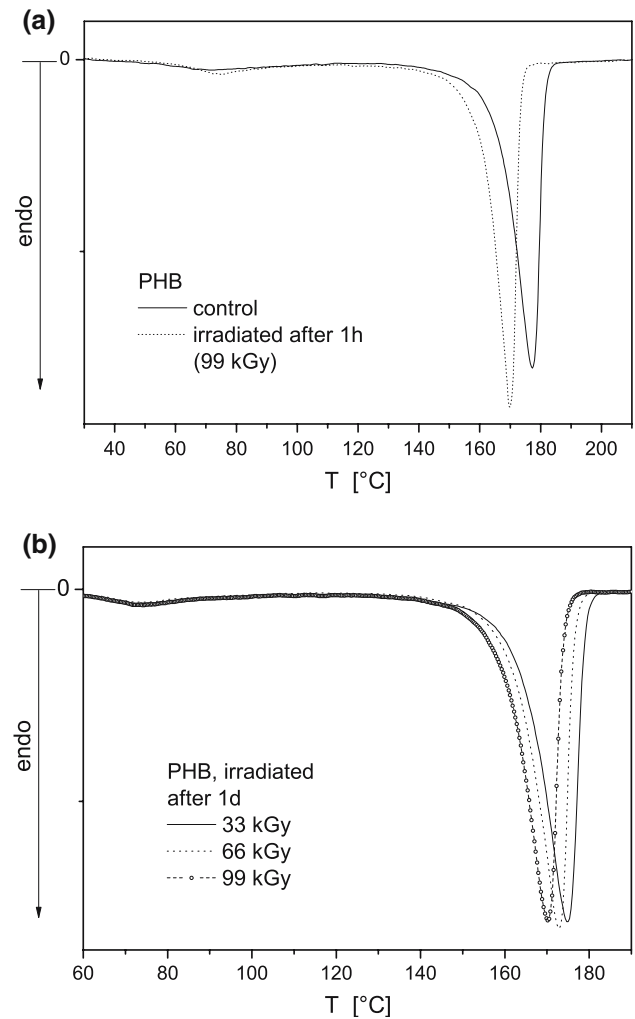 (a)
0
endo
PHB
control
irradiated after 1h
(99 kGy)
40 60 80 100 120 140 160 180 200
T [°C]
(b)
0
endo
PHB, irradiated
after 1d
33 kGy
66 kGy
99 kGy
60 80 100 120 140 160 180
T [°C]